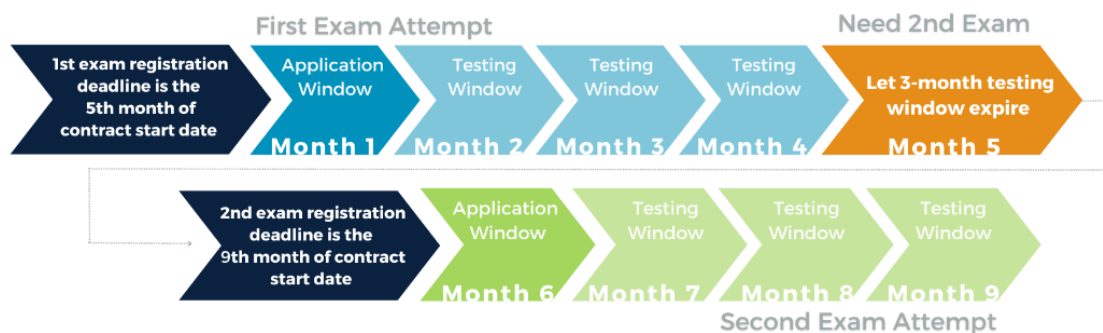 First Exam Attempt
Need 2nd Exam
1st exam registration
deadline is the
5th month of
contract start date
Application
Window
Month 1
Testing
Window
Month 2
Testing
Window
Month 3
Testing
Window
Month 4
Let 3-month testing
window expire
Month 5
2nd exam registration
deadline is the
9th month of contract
start date
Application
Window
Month 6
Testing
Window
Month 7
Testing
Window
Month 8
Testing
Window
Month 9
Second Exam Attempt